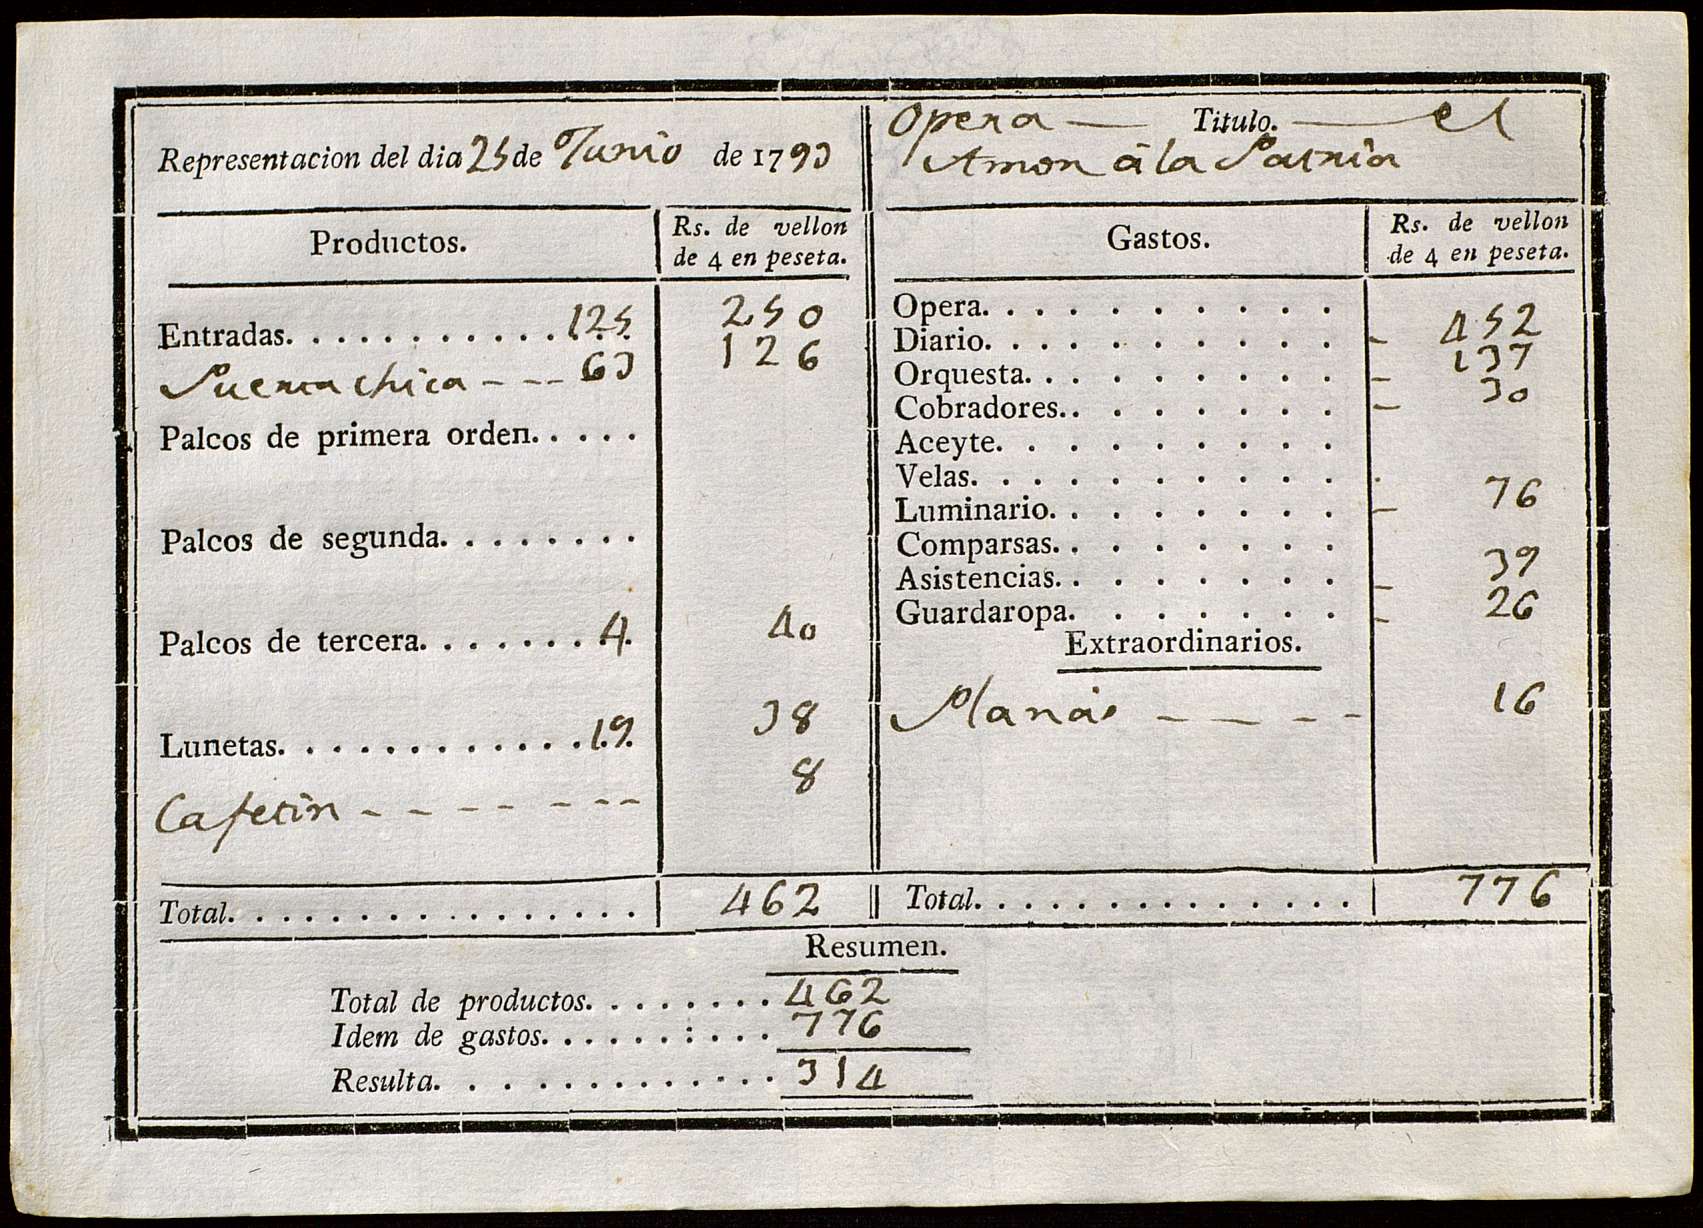 Representacion del dia 25 de Junio de 1793
Opera — Titulo. — el
Amor â la Patria
Productos.
Rs. de vellon
de 4 en peseta.
Entradas. . . . . . . . . . . 125 250
Puerta chica - - - 63 126
Palcos de primera orden. . . . .
Palcos de segunda. . . . . . . .
Palcos de tercera. . . . . . . 4. 40
Lunetas. . . . . . . . . . . . 19. 38
Cafetin - - - - - - - 8
Total. . . . . . . . . . . . . . . . 462
Gastos.
Rs. de vellon
de 4 en peseta.
Opera. . . . . . . . . .
Diario. . . . . . . . . . - 452
Orquesta. . . . . . . . . - 137
Cobradores. . . . . . . . - 30
Aceyte. . . . . . . . .
Velas. . . . . . . . . . .
Luminario. . . . . . . . - 76
Comparsas. . . . . . . .
Asistencias. . . . . . . . - 39
Guardaropa. . . . . . . - 26
Extraordinarios.
- - - - 16
Total. . . . . . . . . . . . . . . 776
Resumen.
Total de productos. . . . . . . . 462
Idem de gastos. . . . . . : . . . 776
Resulta. . . . . . . . . . . . . 314